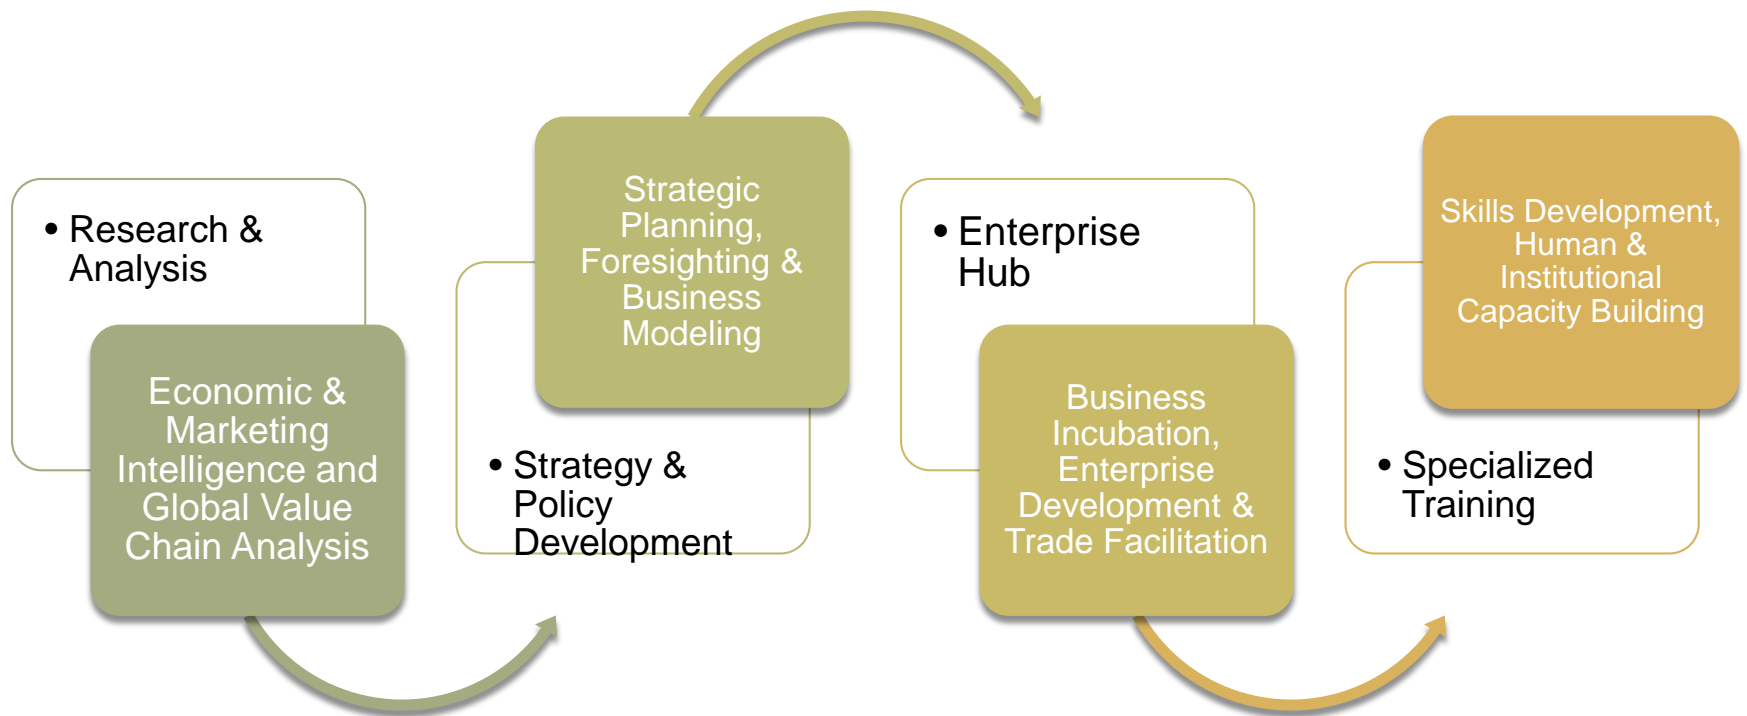 • Research &
Analysis
Economic &
Marketing
Intelligence and
Global Value
Chain Analysis
Strategic
Planning,
Foresighting &
Business
Modeling
• Strategy &
Policy
Development
• Enterprise
Hub
Business
Incubation,
Enterprise
Development &
Trade Facilitation
Skills Development,
Human &
Institutional
Capacity Building
• Specialized
Training